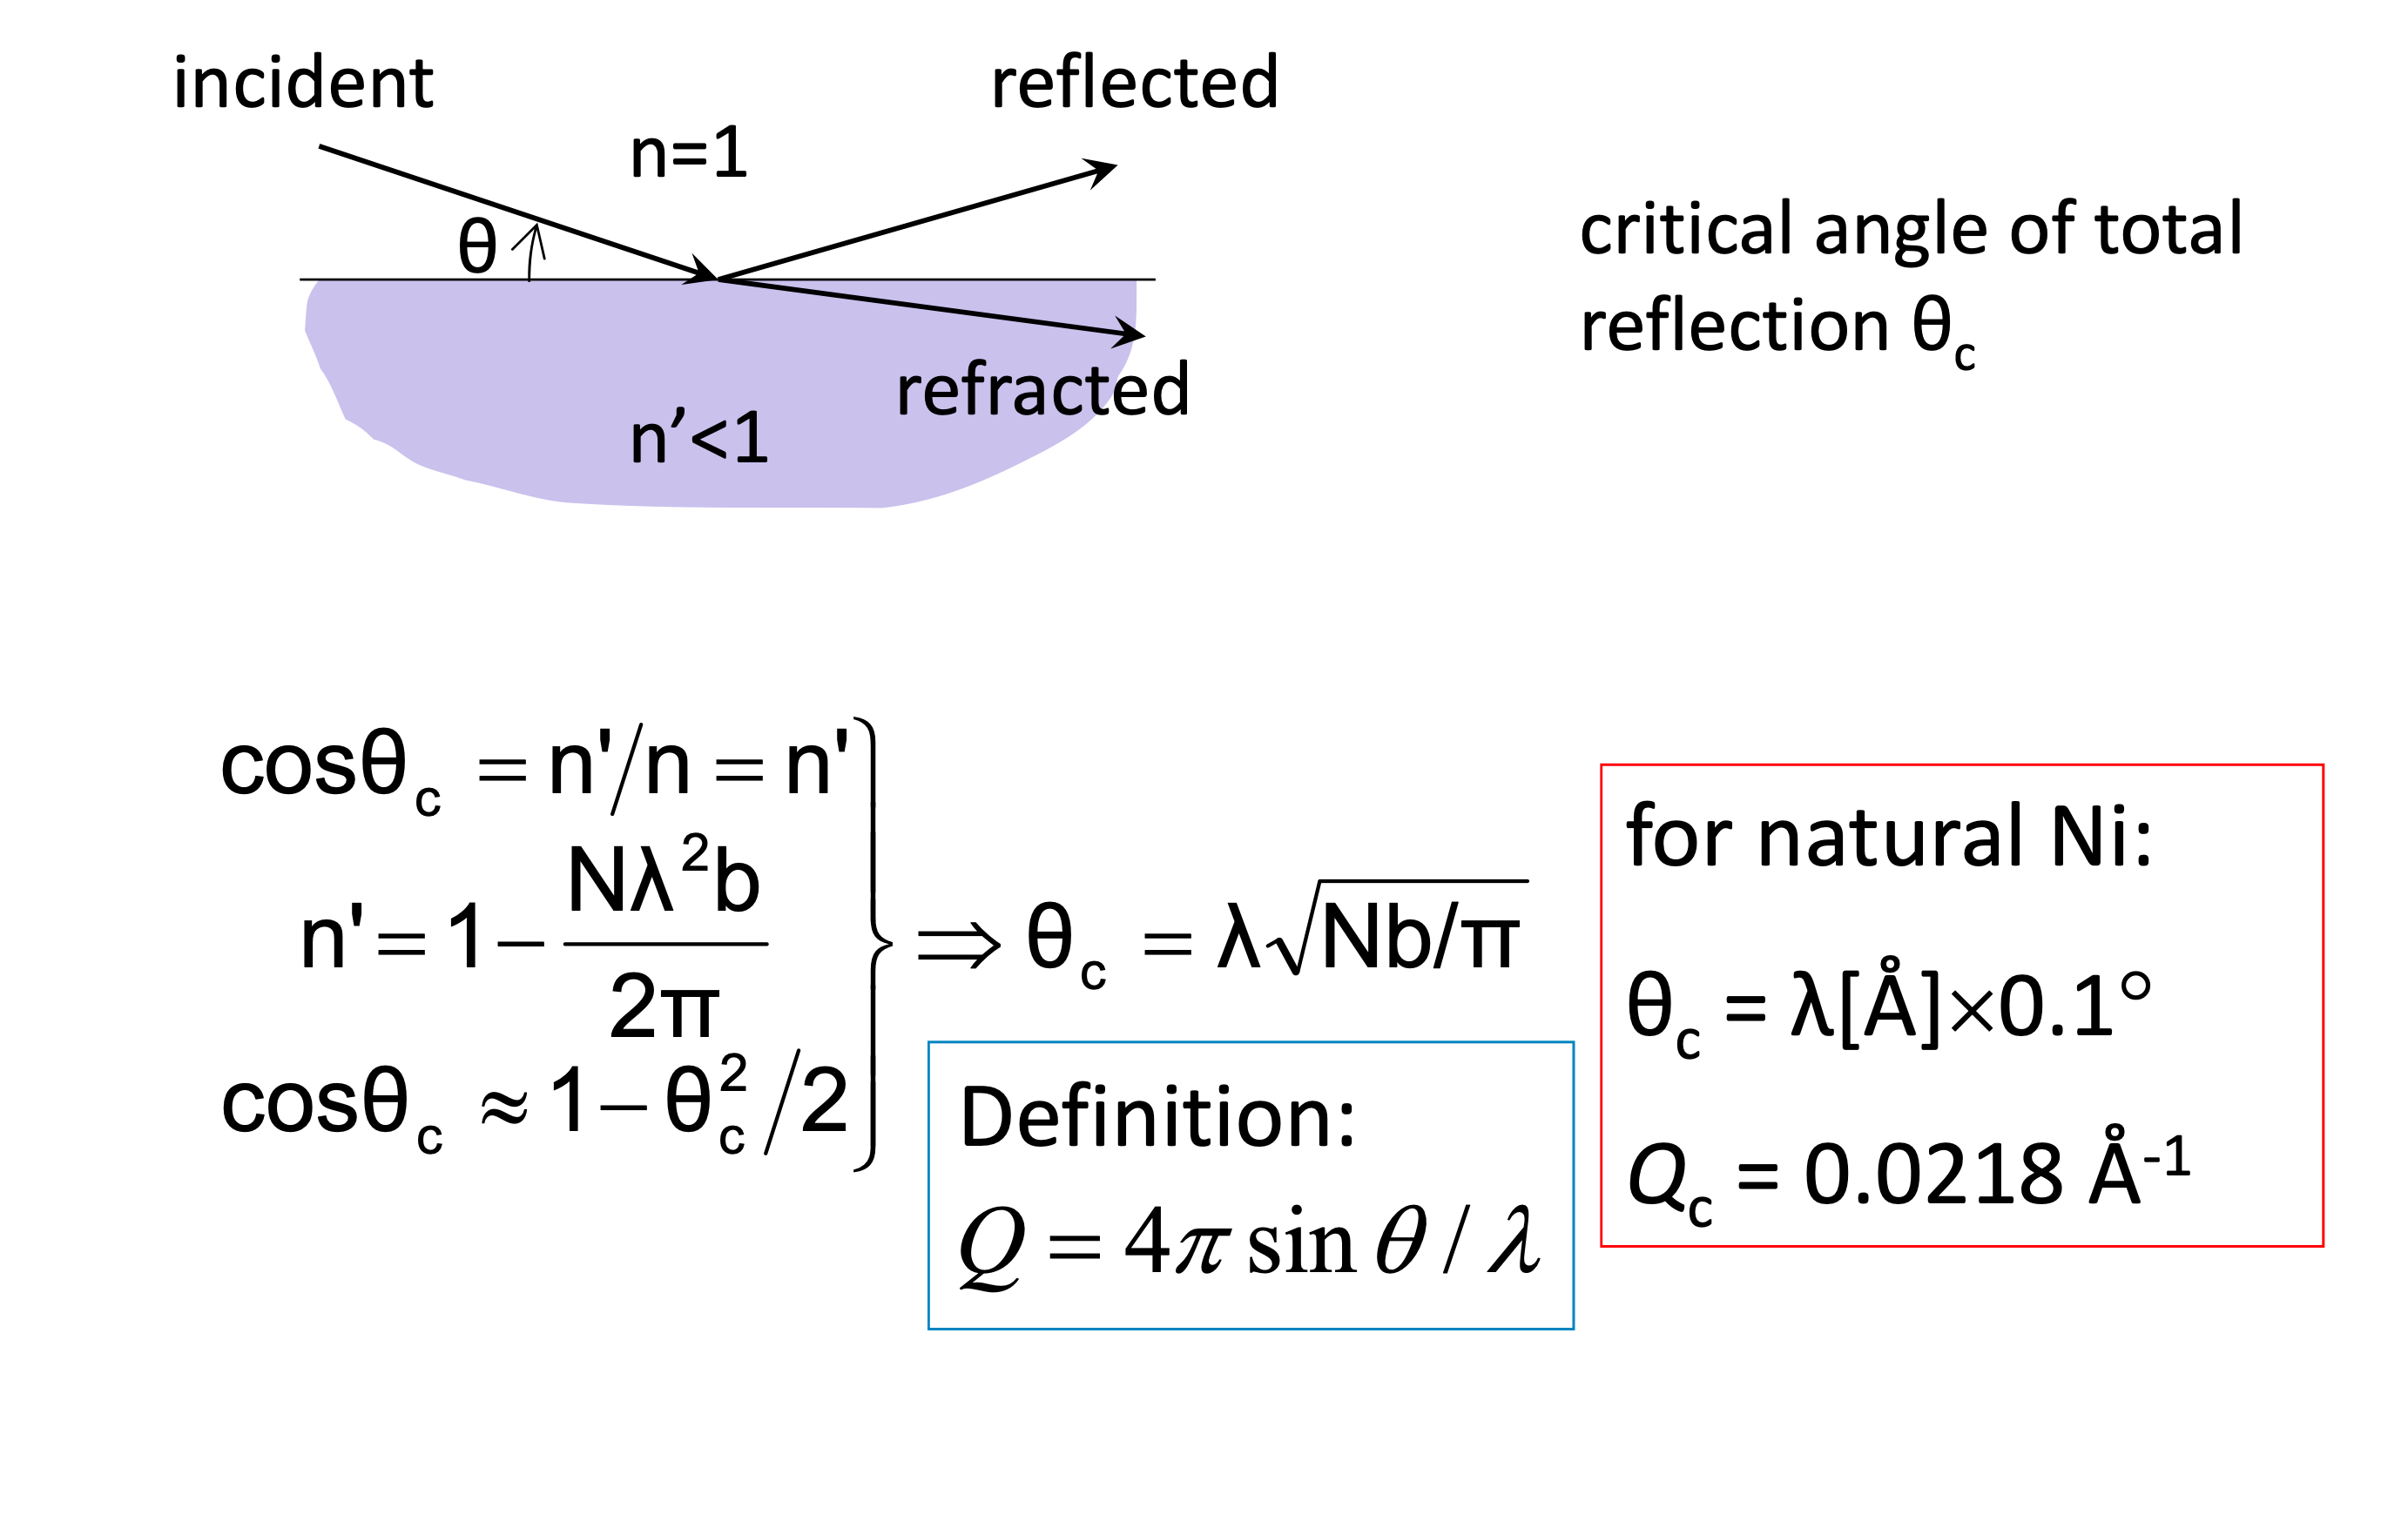 incident
reflected
n=1
θ
critical angle of total
reflection θc
refracted
n’<1
cosθc = n'/n = n'
n' = 1 − Nλ²b / 2π
⇒ θc = λ√Nb/π
cosθc ≈ 1 − θc²/2
for natural Ni:
θc = λ[Å]×0.1°
Qc = 0.0218 Å-1
Definition:
Q = 4π sin θ / λ